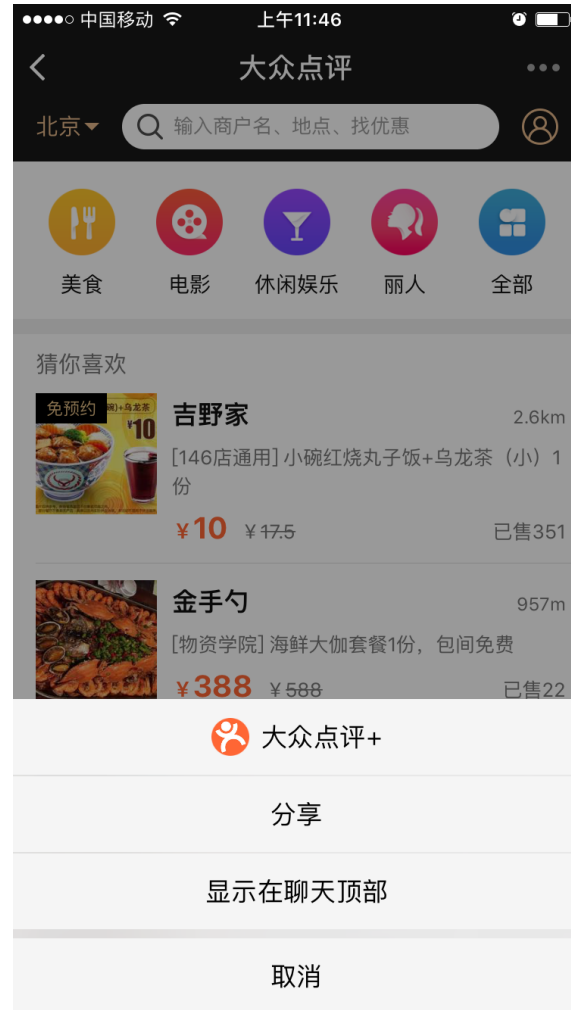 中国移动 上午11:46
大众点评
北京 输入商户名、地点、找优惠
美食 电影 休闲娱乐 丽人 全部
猜你喜欢
免预约
碗)+乌龙茶
¥10
吉野家 2.6km
[146店通用] 小碗红烧丸子饭+乌龙茶（小）1
份
¥10 ¥17.5 已售351
金手勺 957m
[物资学院] 海鲜大伽套餐1份，包间免费
¥388 ¥588 已售22
大众点评+
分享
显示在聊天顶部
取消